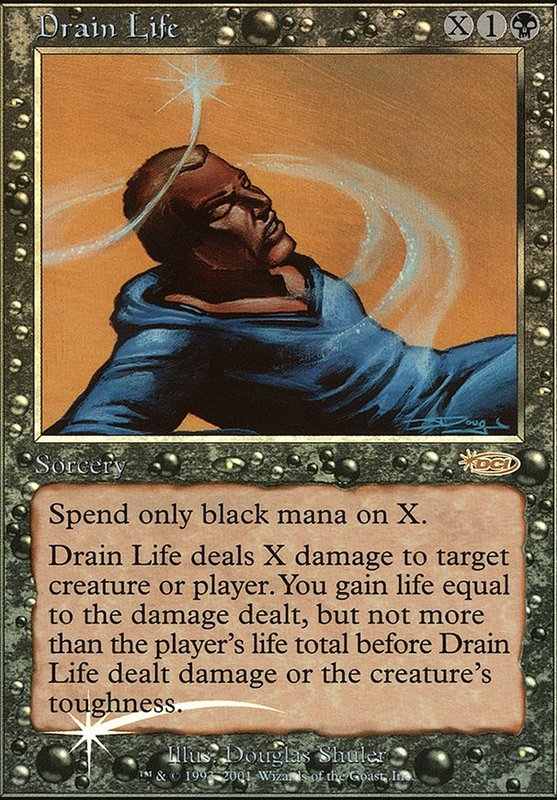 Drain Life X 1
Sorcery DCI
Spend only black mana on X.
Drain Life deals X damage to target
creature or player. You gain life equal
to the damage dealt, but not more
than the player's life total before Drain
Life dealt damage or the creature's
toughness.
Illus. Douglas Shuler
™ & © 1993–2001 Wizards of the Coast, Inc.